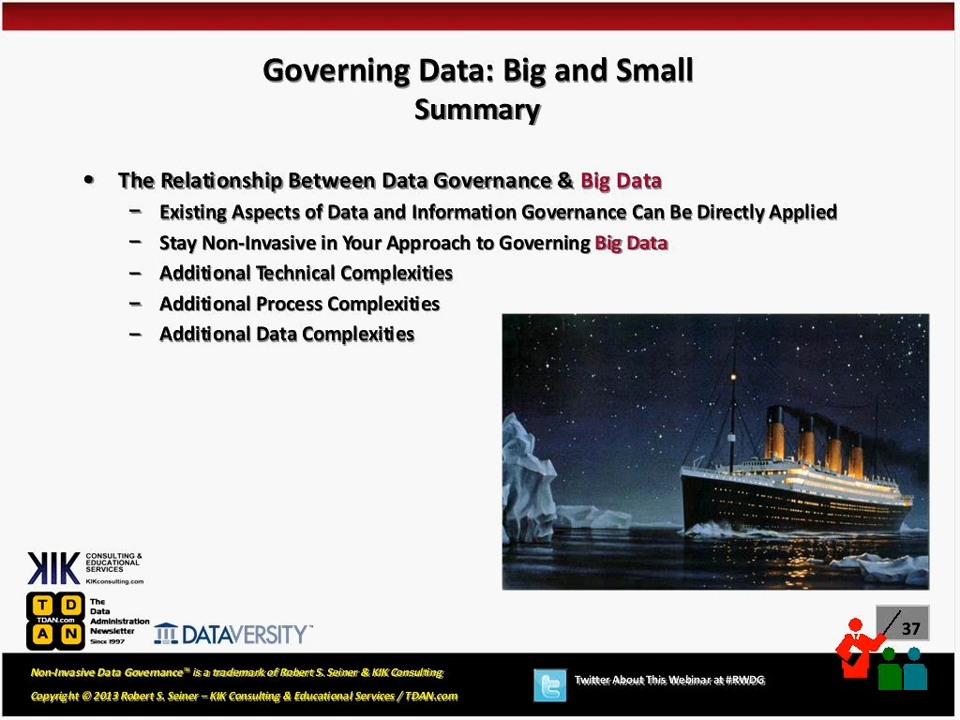 Governing Data: Big and Small
Summary
• The Relationship Between Data Governance & Big Data
– Existing Aspects of Data and Information Governance Can Be Directly Applied
– Stay Non-Invasive in Your Approach to Governing Big Data
– Additional Technical Complexities
– Additional Process Complexities
– Additional Data Complexities
KIK
CONSULTING &
EDUCATIONAL
SERVICES
KIKconsulting.com
T D
TDAN.com
A N
The
Data
Administration
Newsletter
Since 1997
DATAVERSITY™
37
Non-Invasive Data Governance™ is a trademark of Robert S. Seiner & KIK Consulting
Copyright © 2013 Robert S. Seiner – KIK Consulting & Educational Services / TDAN.com
Twitter About This Webinar at #RWDG